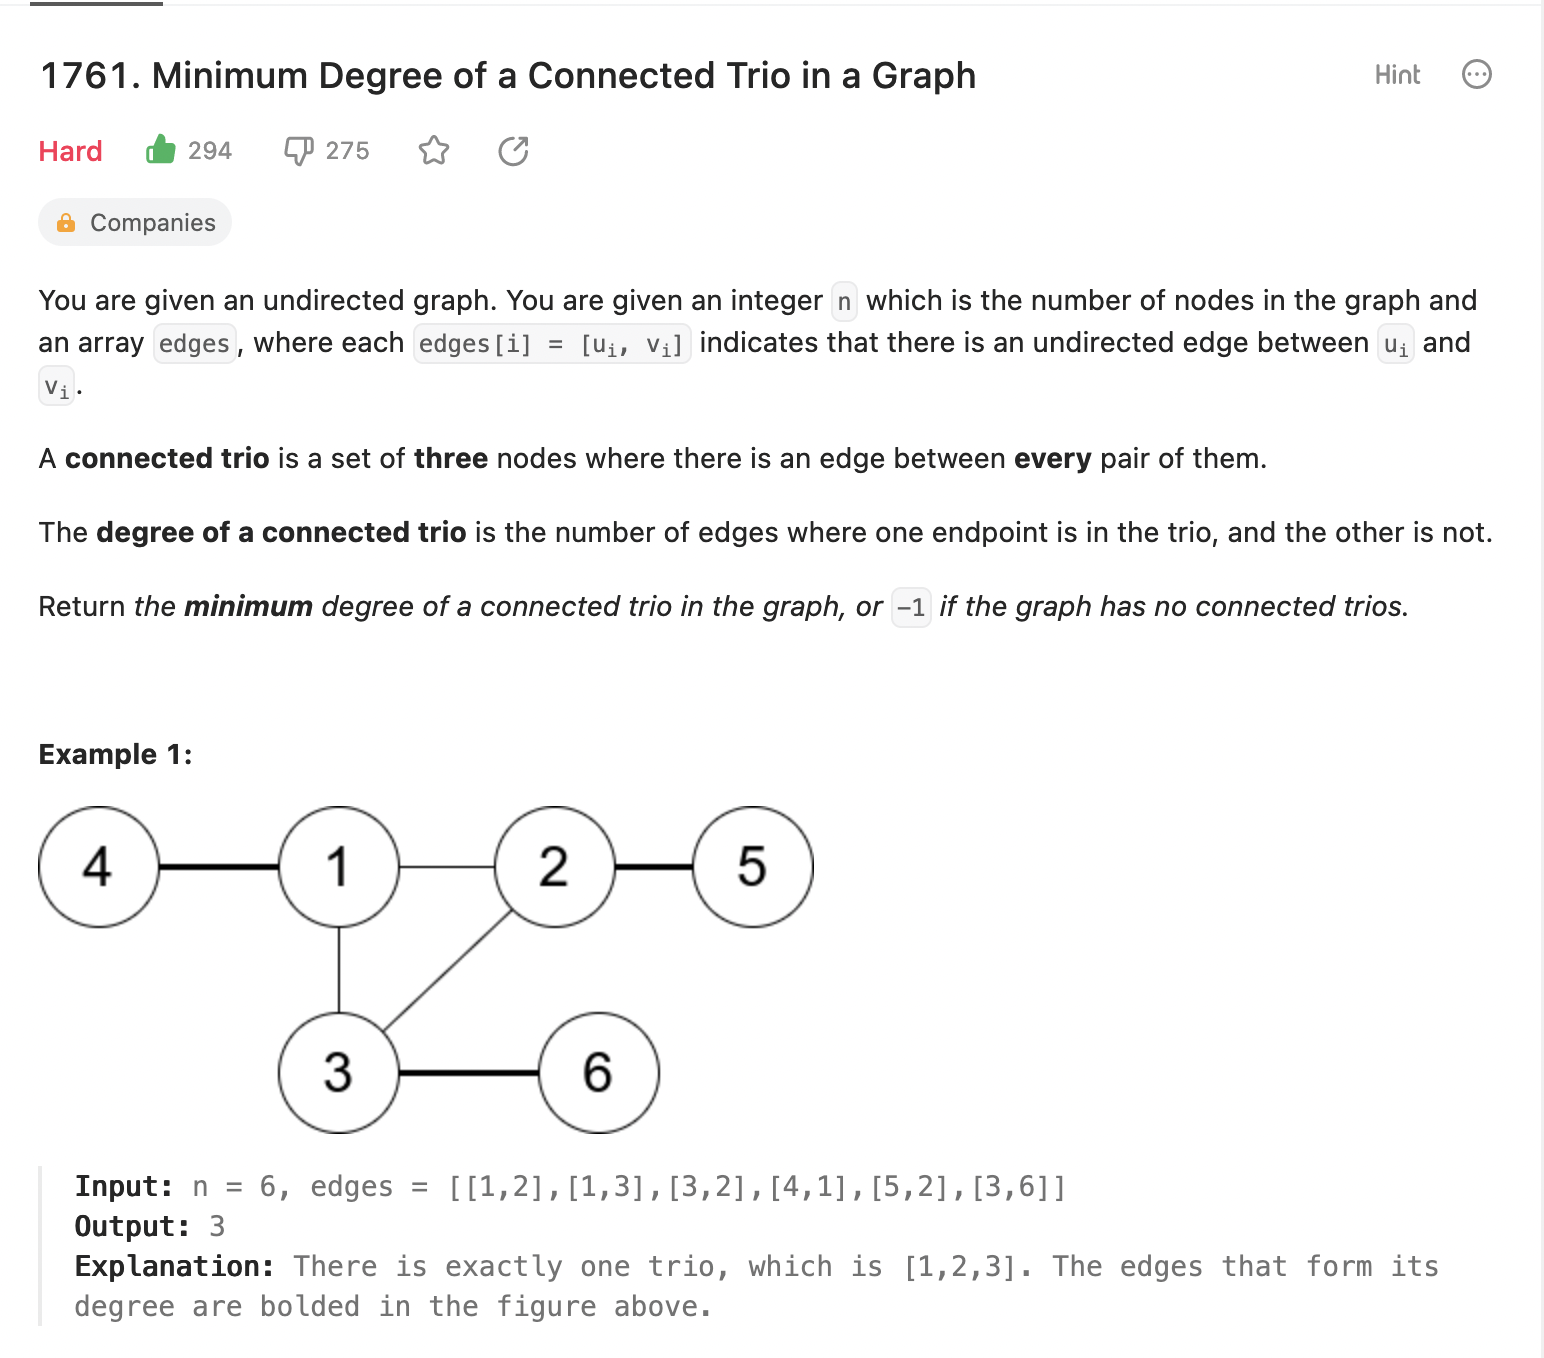 1761. Minimum Degree of a Connected Trio in a Graph
Hint
Hard 294 275
Companies
You are given an undirected graph. You are given an integer n which is the number of nodes in the graph and
an array edges, where each edges[i] = [uᵢ, vᵢ] indicates that there is an undirected edge between uᵢ and
vᵢ.
A connected trio is a set of three nodes where there is an edge between every pair of them.
The degree of a connected trio is the number of edges where one endpoint is in the trio, and the other is not.
Return the minimum degree of a connected trio in the graph, or -1 if the graph has no connected trios.
Example 1:
4 1 2 5
3 6
Input: n = 6, edges = [[1,2],[1,3],[3,2],[4,1],[5,2],[3,6]]
Output: 3
Explanation: There is exactly one trio, which is [1,2,3]. The edges that form its
degree are bolded in the figure above.